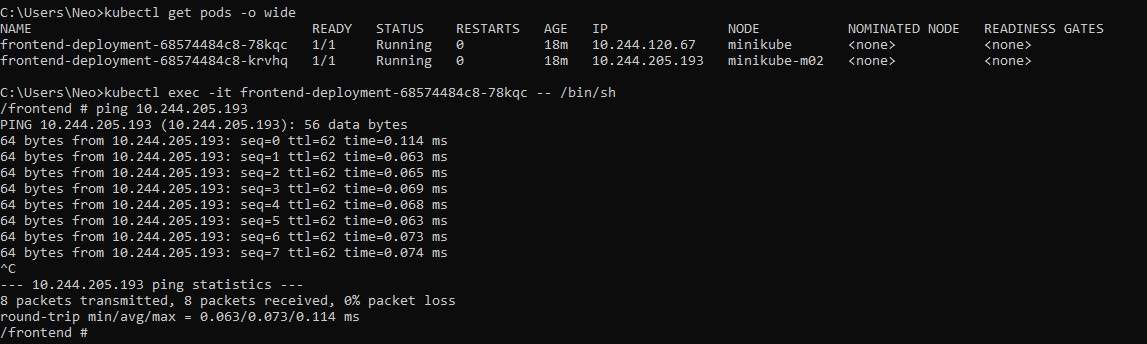 C:\Users\Neo>kubectl get pods -o wide
NAME                                   READY   STATUS    RESTARTS   AGE   IP               NODE           NOMINATED NODE   READINESS GATES
frontend-deployment-68574484c8-78kqc   1/1     Running   0          18m   10.244.120.67    minikube       <none>           <none>
frontend-deployment-68574484c8-krvhq   1/1     Running   0          18m   10.244.205.193   minikube-m02   <none>           <none>
C:\Users\Neo>kubectl exec -it frontend-deployment-68574484c8-78kqc -- /bin/sh
/frontend # ping 10.244.205.193
PING 10.244.205.193 (10.244.205.193): 56 data bytes
64 bytes from 10.244.205.193: seq=0 ttl=62 time=0.114 ms
64 bytes from 10.244.205.193: seq=1 ttl=62 time=0.063 ms
64 bytes from 10.244.205.193: seq=2 ttl=62 time=0.065 ms
64 bytes from 10.244.205.193: seq=3 ttl=62 time=0.069 ms
64 bytes from 10.244.205.193: seq=4 ttl=62 time=0.068 ms
64 bytes from 10.244.205.193: seq=5 ttl=62 time=0.063 ms
64 bytes from 10.244.205.193: seq=6 ttl=62 time=0.073 ms
64 bytes from 10.244.205.193: seq=7 ttl=62 time=0.074 ms
^C
--- 10.244.205.193 ping statistics ---
8 packets transmitted, 8 packets received, 0% packet loss
round-trip min/avg/max = 0.063/0.073/0.114 ms
/frontend #